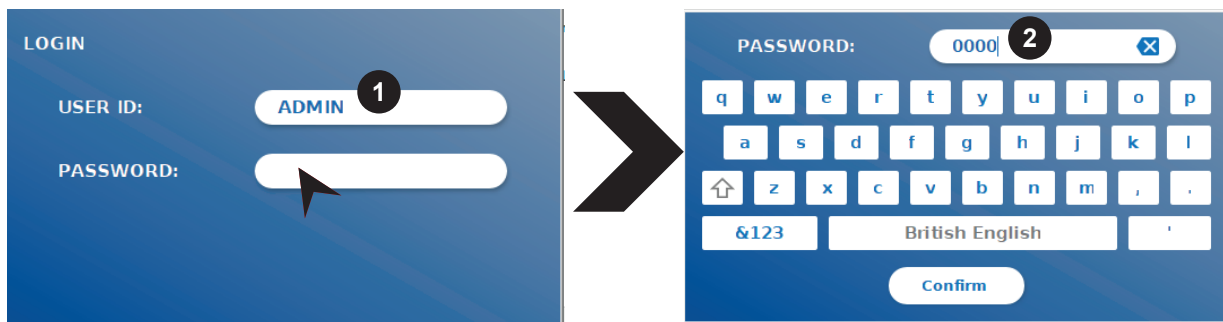 LOGIN
USER ID: ADMIN 1
PASSWORD:
PASSWORD: 0000 2
q w e r t y u i o p
a s d f g h j k l
z x c v b n m , .
&123 British English '
Confirm